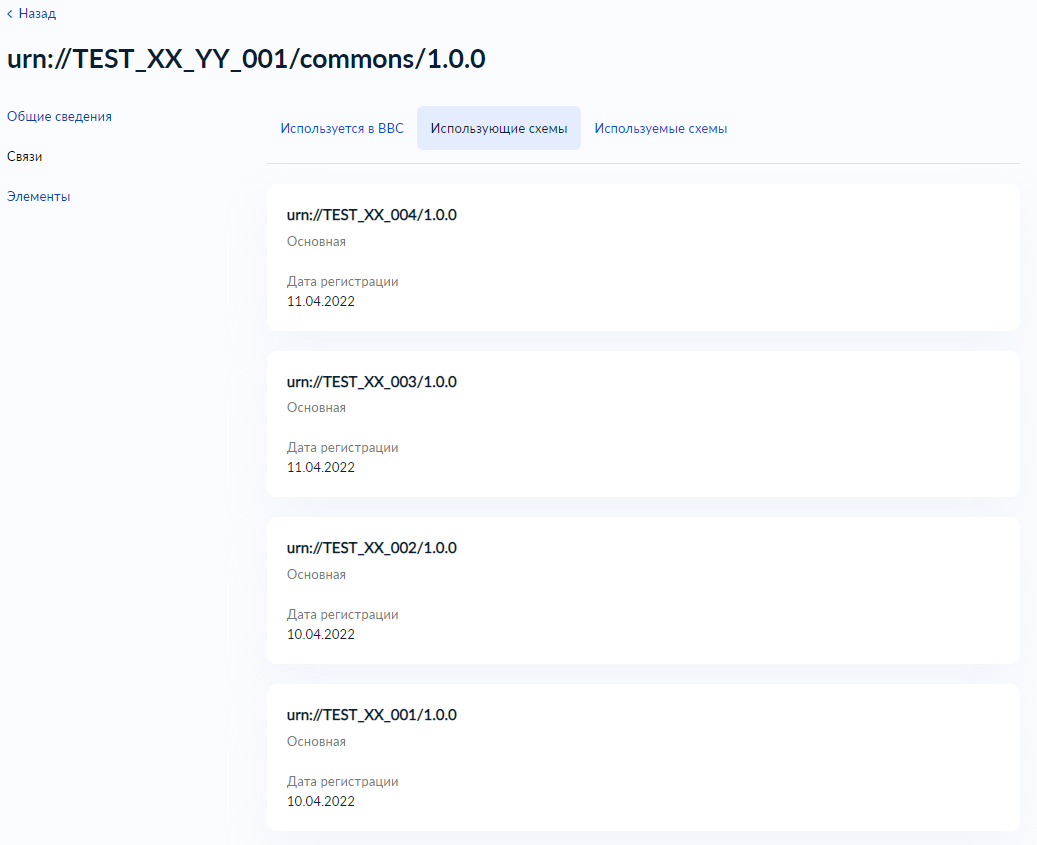 Назад
urn://TEST_XX_YY_001/commons/1.0.0
Общие сведения
Связи
Элементы
Используется в ВВС Использующие схемы Используемые схемы
urn://TEST_XX_004/1.0.0
Основная
Дата регистрации
11.04.2022
urn://TEST_XX_003/1.0.0
Основная
Дата регистрации
11.04.2022
urn://TEST_XX_002/1.0.0
Основная
Дата регистрации
10.04.2022
urn://TEST_XX_001/1.0.0
Основная
Дата регистрации
10.04.2022